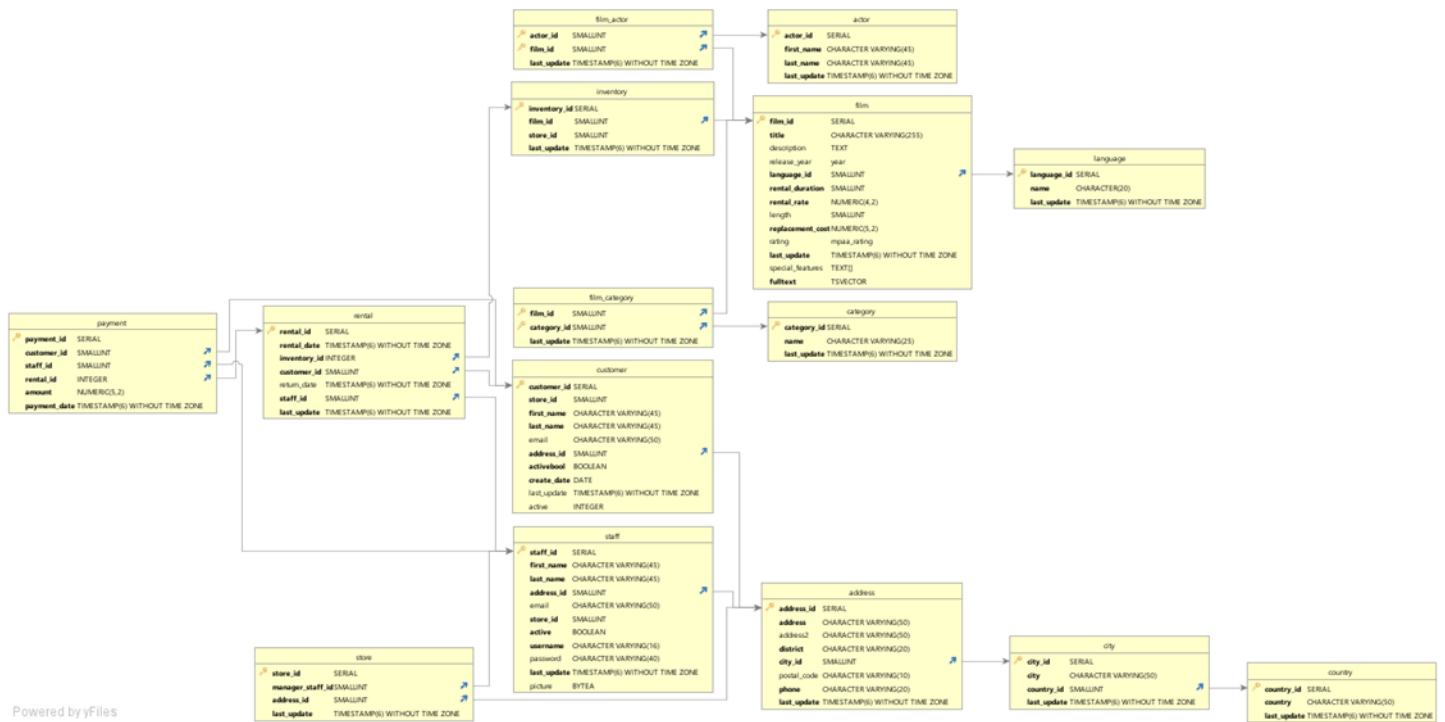 film_actor
actor_id SMALLINT
film_id SMALLINT
last_update TIMESTAMP(6) WITHOUT TIME ZONE
actor
actor_id SERIAL
first_name CHARACTER VARYING(45)
last_name CHARACTER VARYING(45)
last_update TIMESTAMP(6) WITHOUT TIME ZONE
inventory
inventory_id SERIAL
film_id SMALLINT
store_id SMALLINT
last_update TIMESTAMP(6) WITHOUT TIME ZONE
film
film_id SERIAL
title CHARACTER VARYING(255)
description TEXT
release_year year
language_id SMALLINT
rental_duration SMALLINT
rental_rate NUMERIC(4,2)
length SMALLINT
replacement_cost NUMERIC(5,2)
rating mpaa_rating
last_update TIMESTAMP(6) WITHOUT TIME ZONE
special_features TEXT[]
fulltext TSVECTOR
language
language_id SERIAL
name CHARACTER(20)
last_update TIMESTAMP(6) WITHOUT TIME ZONE
payment
payment_id SERIAL
customer_id SMALLINT
staff_id SMALLINT
rental_id INTEGER
amount NUMERIC(5,2)
payment_date TIMESTAMP(6) WITHOUT TIME ZONE
rental
rental_id SERIAL
rental_date TIMESTAMP(6) WITHOUT TIME ZONE
inventory_id INTEGER
customer_id SMALLINT
return_date TIMESTAMP(6) WITHOUT TIME ZONE
staff_id SMALLINT
last_update TIMESTAMP(6) WITHOUT TIME ZONE
film_category
film_id SMALLINT
category_id SMALLINT
last_update TIMESTAMP(6) WITHOUT TIME ZONE
category
category_id SERIAL
name CHARACTER VARYING(25)
last_update TIMESTAMP(6) WITHOUT TIME ZONE
customer
customer_id SERIAL
store_id SMALLINT
first_name CHARACTER VARYING(45)
last_name CHARACTER VARYING(45)
email CHARACTER VARYING(50)
address_id SMALLINT
activebool BOOLEAN
create_date DATE
last_update TIMESTAMP(6) WITHOUT TIME ZONE
active INTEGER
staff
staff_id SERIAL
first_name CHARACTER VARYING(45)
last_name CHARACTER VARYING(45)
address_id SMALLINT
email CHARACTER VARYING(50)
store_id SMALLINT
active BOOLEAN
username CHARACTER VARYING(16)
password CHARACTER VARYING(40)
last_update TIMESTAMP(6) WITHOUT TIME ZONE
picture BYTEA
store
store_id SERIAL
manager_staff_id SMALLINT
address_id SMALLINT
last_update TIMESTAMP(6) WITHOUT TIME ZONE
address
address_id SERIAL
address CHARACTER VARYING(50)
address2 CHARACTER VARYING(50)
district CHARACTER VARYING(20)
city_id SMALLINT
postal_code CHARACTER VARYING(10)
phone CHARACTER VARYING(20)
last_update TIMESTAMP(6) WITHOUT TIME ZONE
city
city_id SERIAL
city CHARACTER VARYING(50)
country_id SMALLINT
last_update TIMESTAMP(6) WITHOUT TIME ZONE
country
country_id SERIAL
country CHARACTER VARYING(50)
last_update TIMESTAMP(6) WITHOUT TIME ZONE
Powered by yFiles